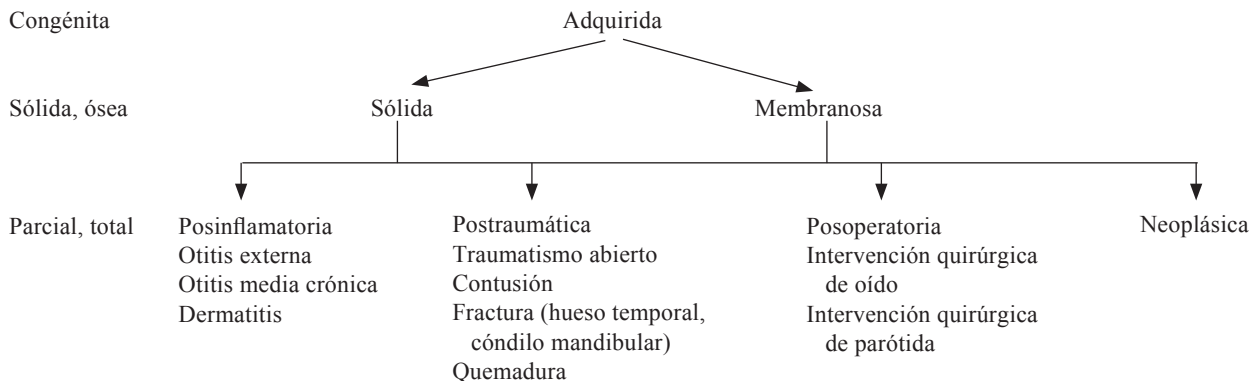 Congénita Adquirida
Sólida, ósea Sólida Membranosa
Parcial, total Posinflamatoria Postraumática Posoperatoria Neoplásica
Otitis externa Traumatismo abierto Intervención quirúrgica
Otitis media crónica Contusión de oído
Dermatitis Fractura (hueso temporal, Intervención quirúrgica
cóndilo mandibular) de parótida
Quemadura